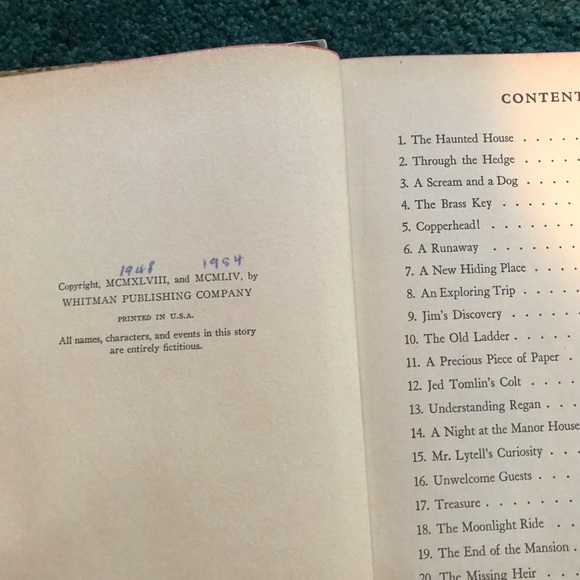 1948 1954
Copyright, MCMXLVIII, and MCMLIV, by
WHITMAN PUBLISHING COMPANY
PRINTED IN U.S.A.
All names, characters, and events in this story
are entirely fictitious.
CONTENT
1. The Haunted House . . . .
2. Through the Hedge . . . .
3. A Scream and a Dog . . . .
4. The Brass Key . . . . . .
5. Copperhead! . . . . . . .
6. A Runaway . . . . . . .
7. A New Hiding Place . . . .
8. An Exploring Trip . . . .
9. Jim's Discovery . . . . .
10. The Old Ladder . . . . . .
11. A Precious Piece of Paper . .
12. Jed Tomlin's Colt . . . . .
13. Understanding Regan . . . .
14. A Night at the Manor House
15. Mr. Lytell's Curiosity . . .
16. Unwelcome Guests . . . .
17. Treasure . . . . . . . .
18. The Moonlight Ride . . .
19. The End of the Mansion .
20. The Missing Heir . . .